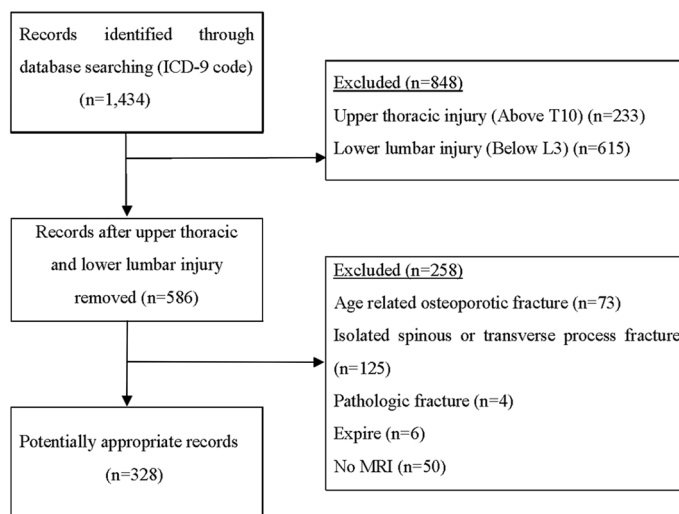 Records identified through
database searching (ICD-9 code)
(n=1,434)
Excluded (n=848)
Upper thoracic injury (Above T10) (n=233)
Lower lumbar injury (Below L3) (n=615)
Records after upper thoracic
and lower lumbar injury
removed (n=586)
Excluded (n=258)
Age related osteoporotic fracture (n=73)
Isolated spinous or transverse process fracture
(n=125)
Pathologic fracture (n=4)
Expire (n=6)
No MRI (n=50)
Potentially appropriate records
(n=328)